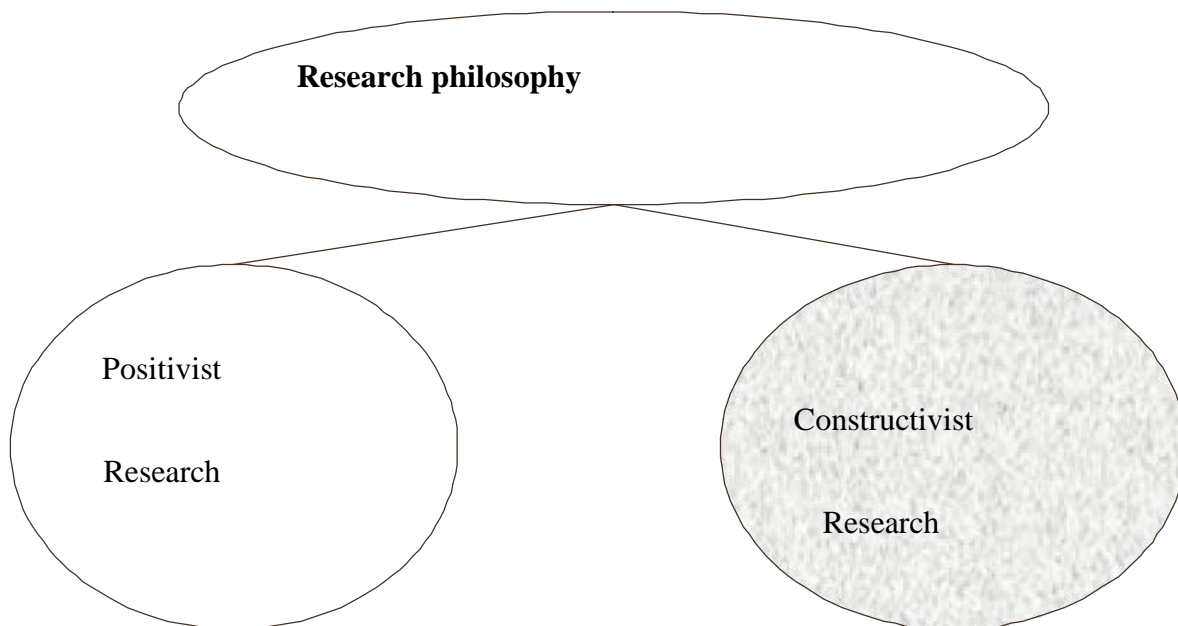 Research philosophy
Positivist
Research
Constructivist
Research